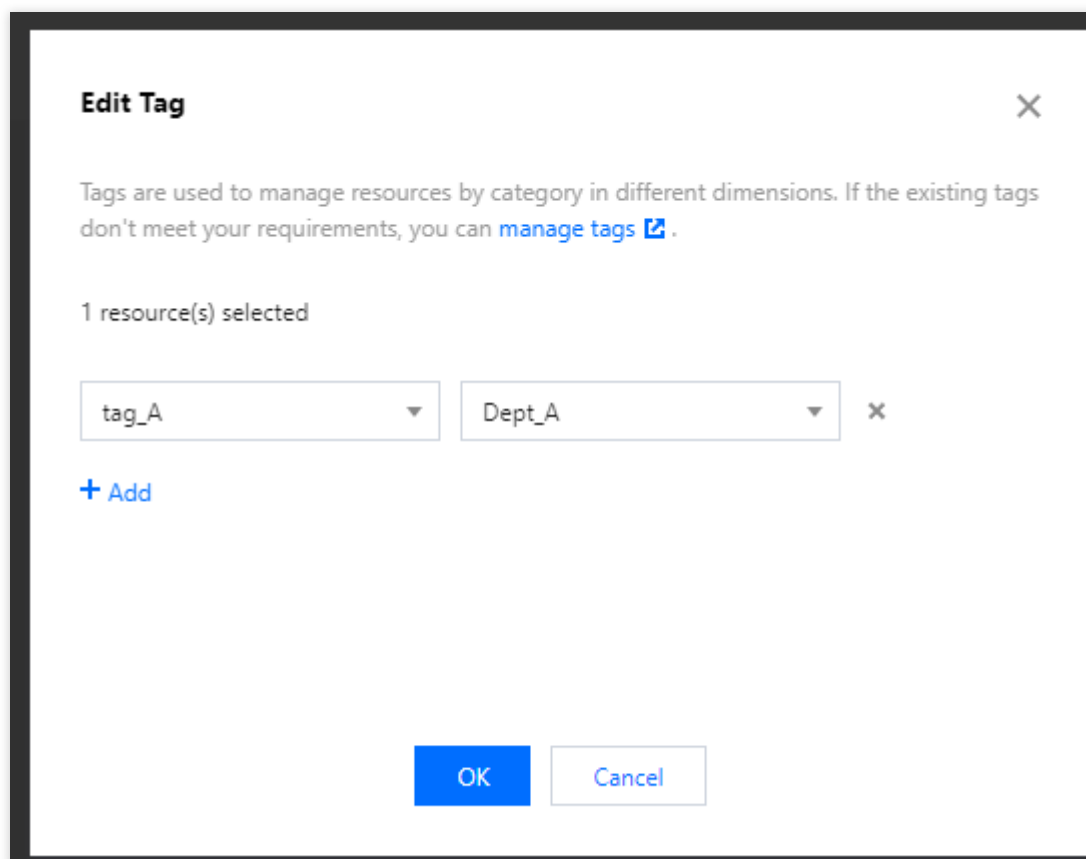 Edit Tag
Tags are used to manage resources by category in different dimensions. If the existing tags
don't meet your requirements, you can manage tags .
1 resource(s) selected
tag_A Dept_A
+ Add
OK Cancel